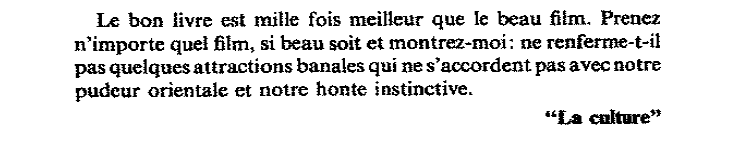 Le bon livre est mille fois meilleur que le beau film. Prenez
n'importe quel film, si beau soit et montrez-moi: ne renferme-t-il
pas quelques attractions banales qui ne s'accordent pas avec notre
pudeur orientale et notre honte instinctive.
“La culture”